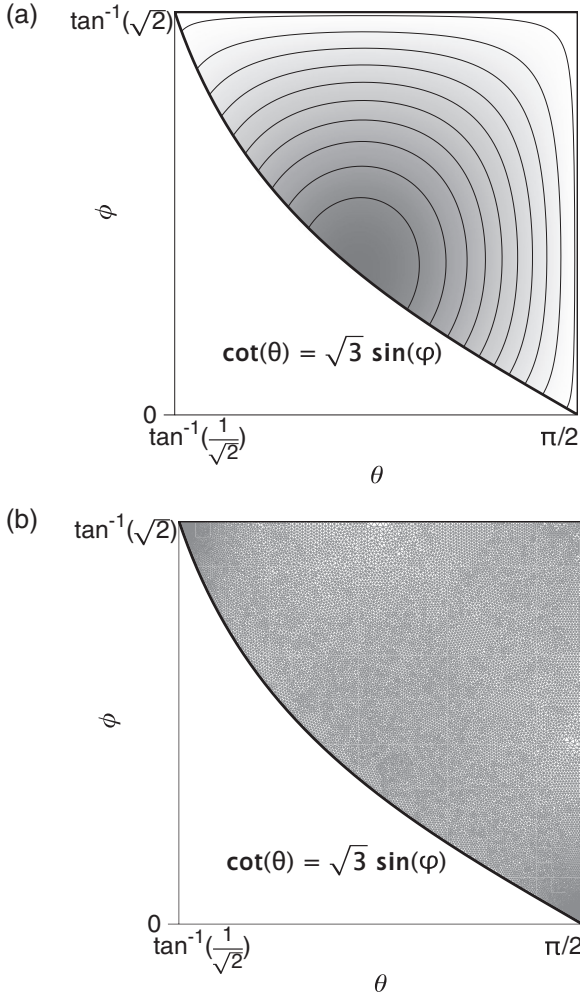 (a)
tan⁻¹(√2)
ϕ
cot(θ) = √3 sin(φ)
0
tan⁻¹(1/√2)
π/2
θ
(b)
tan⁻¹(√2)
ϕ
cot(θ) = √3 sin(φ)
0
tan⁻¹(1/√2)
π/2
θ